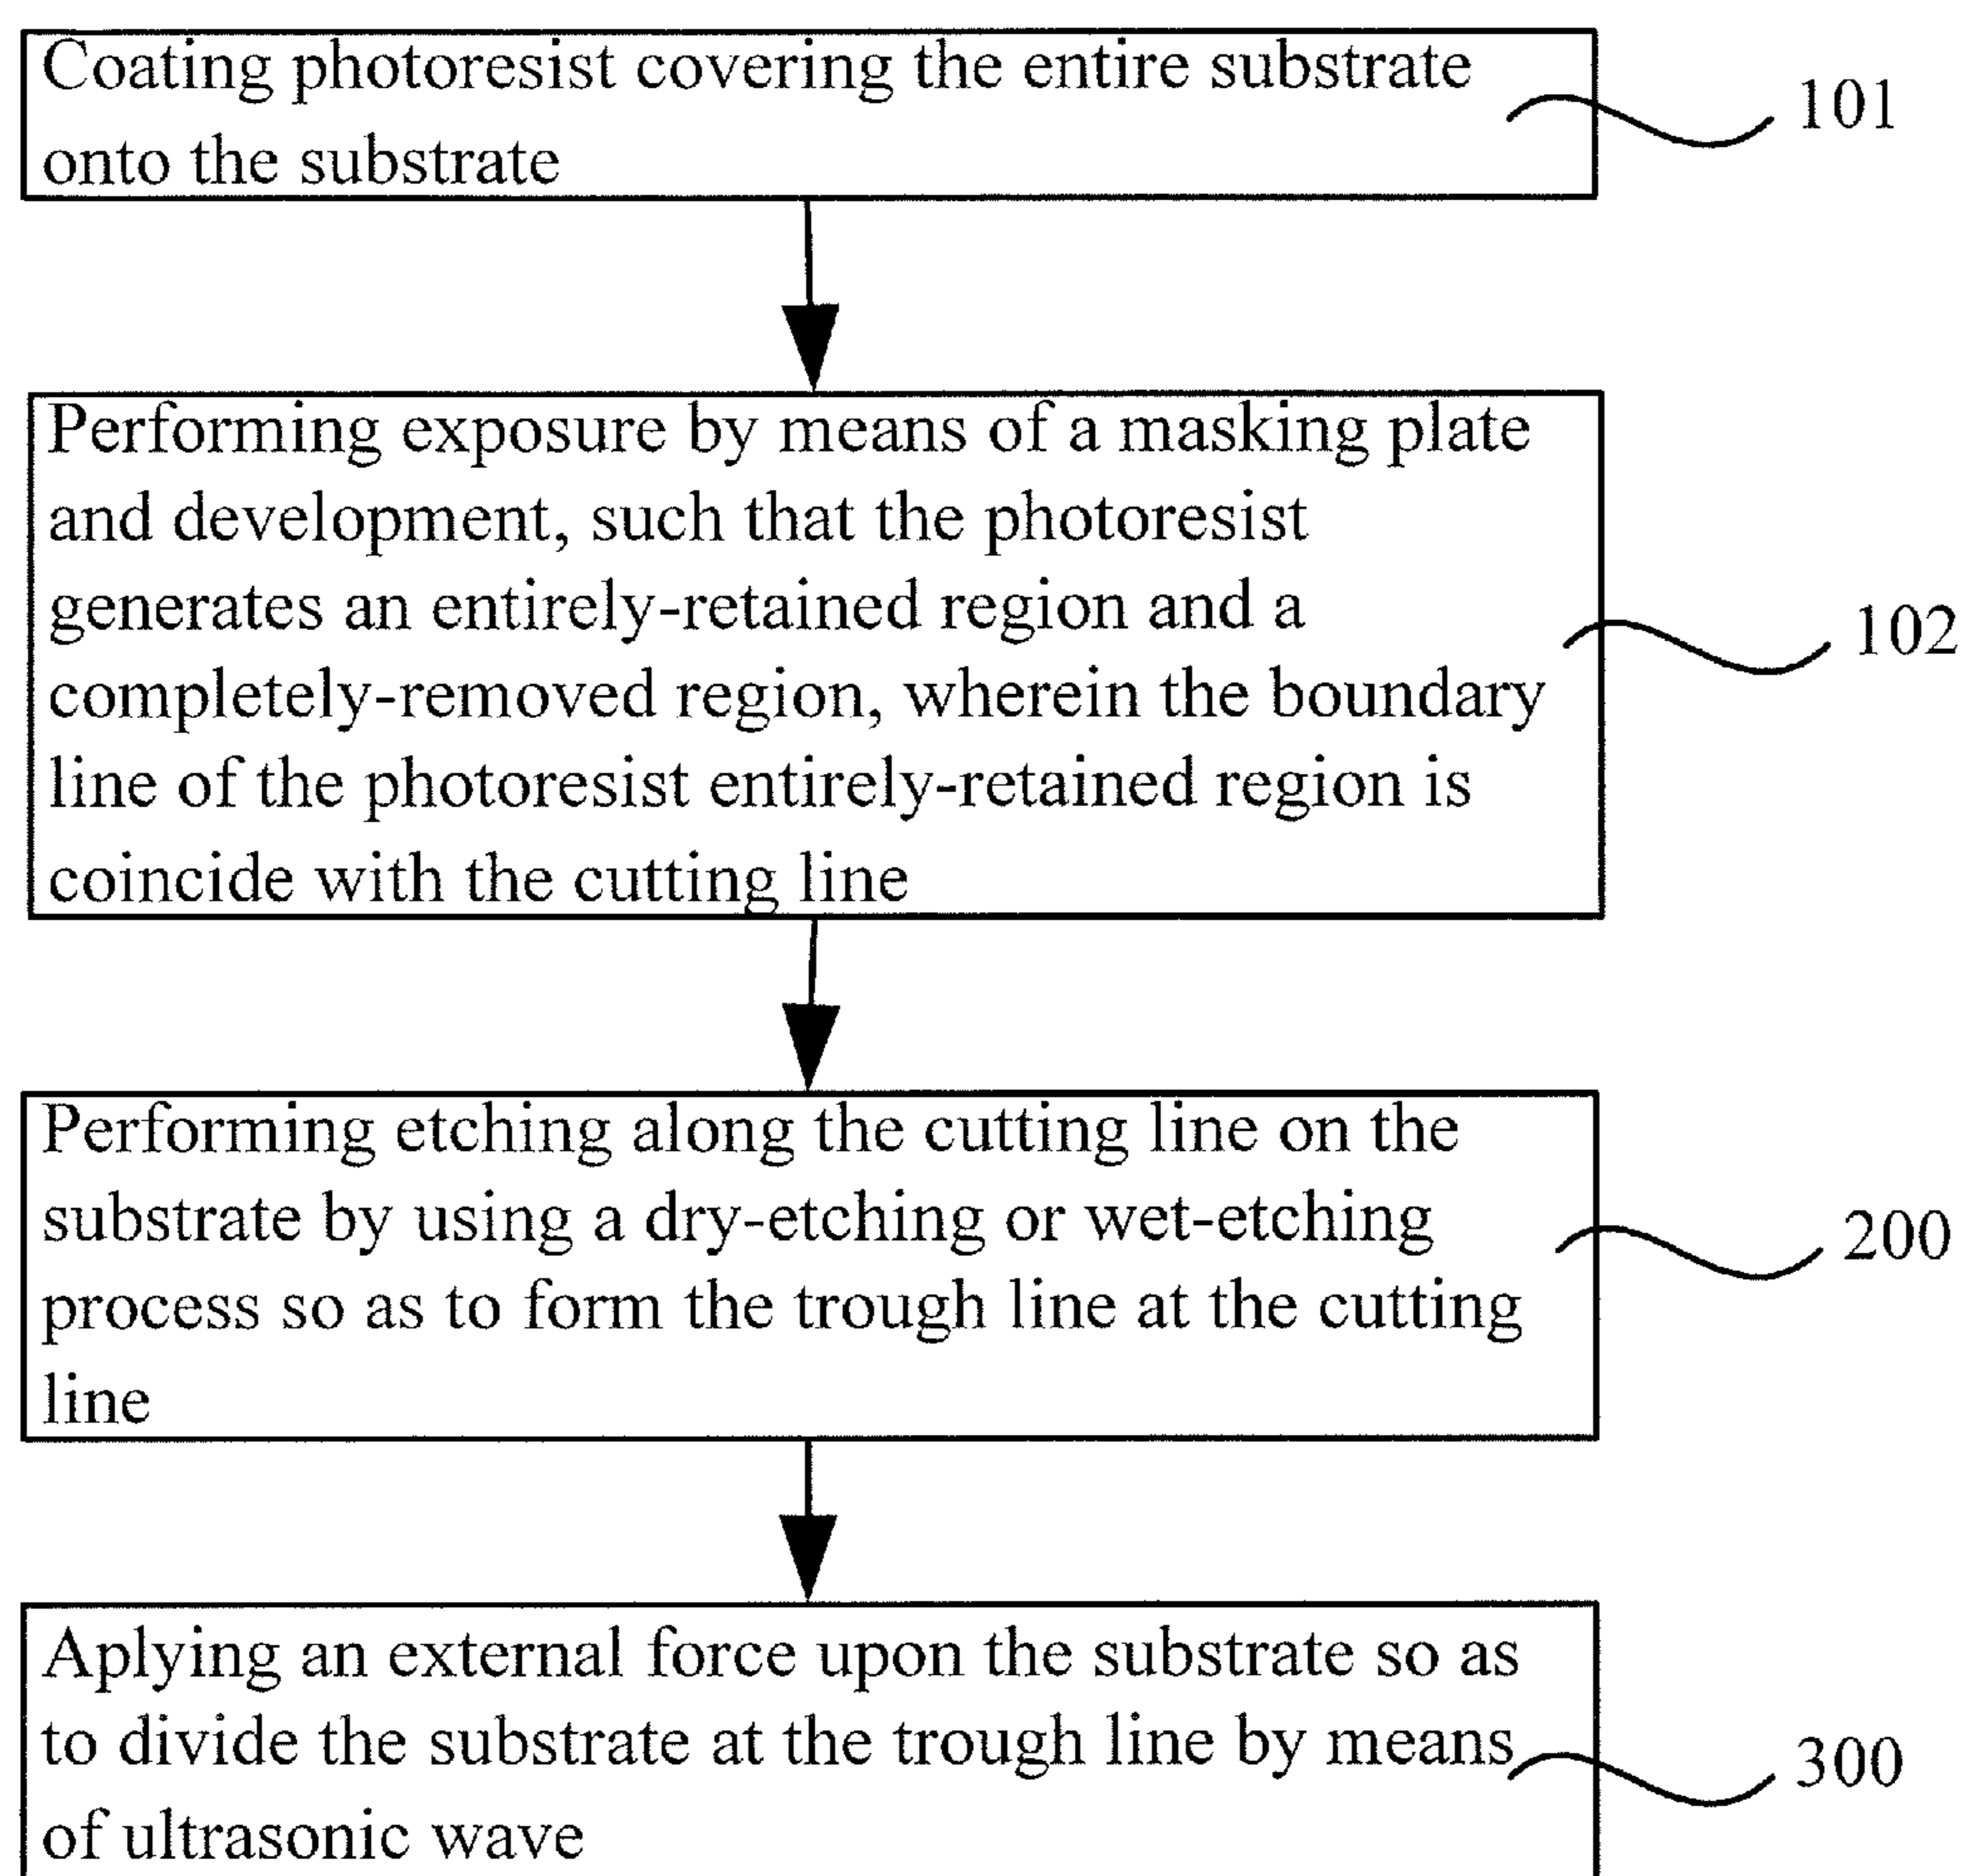 Coating photoresist covering the entire substrate
onto the substrate
101
Performing exposure by means of a masking plate
and development, such that the photoresist
generates an entirely-retained region and a
completely-removed region, wherein the boundary
line of the photoresist entirely-retained region is
coincide with the cutting line
102
Performing etching along the cutting line on the
substrate by using a dry-etching or wet-etching
process so as to form the trough line at the cutting
line
200
Aplying an external force upon the substrate so as
to divide the substrate at the trough line by means
of ultrasonic wave
300